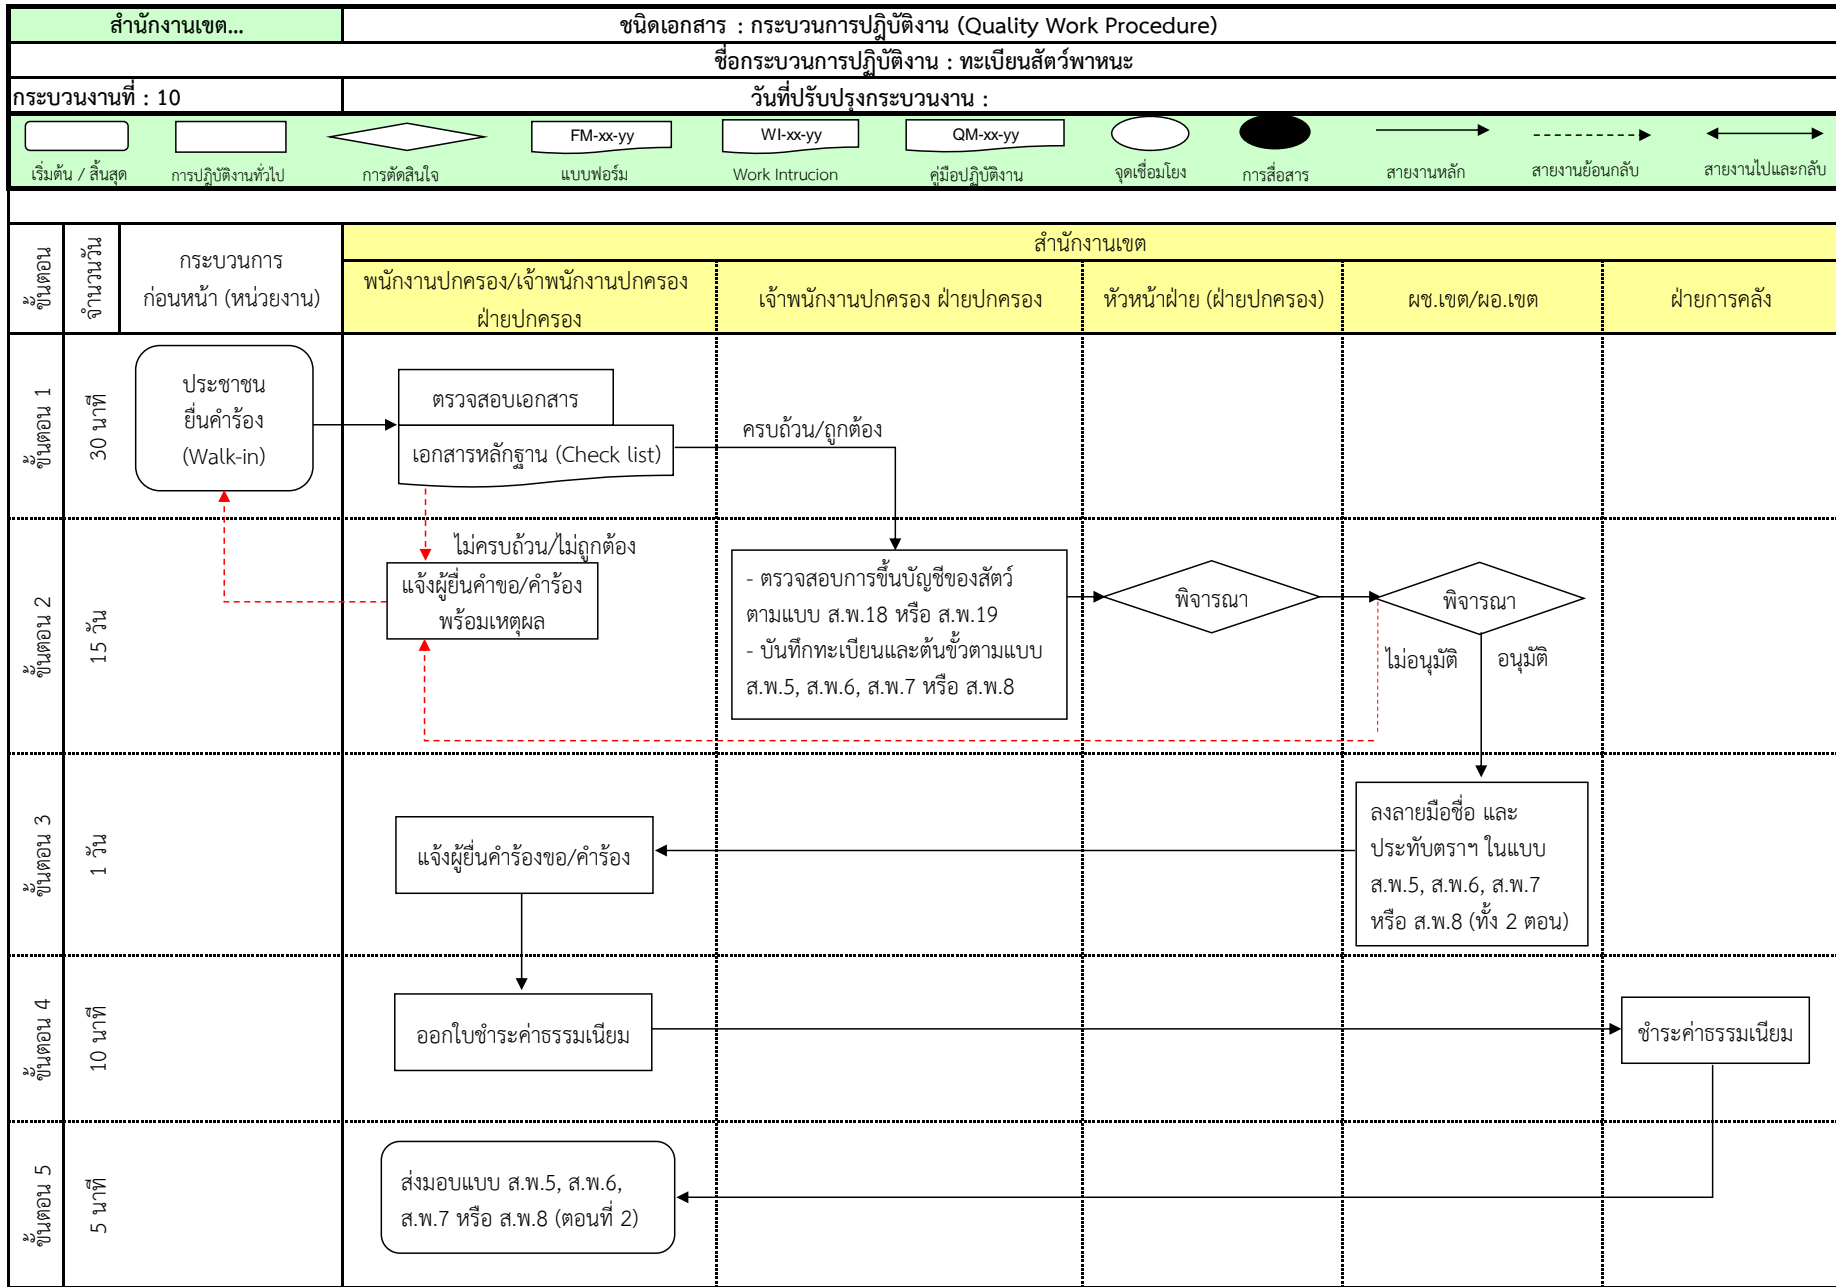 สำนักงานเขต...
ชนิดเอกสาร : กระบวนการปฏิบัติงาน (Quality Work Procedure)
ชื่อกระบวนการปฏิบัติงาน : ทะเบียนสัตว์พาหนะ
กระบวนงานที่ : 10
วันที่ปรับปรุงกระบวนงาน :
FM-xx-yy
WI-xx-yy
QM-xx-yy
เริ่มต้น / สิ้นสุด
การปฏิบัติงานทั่วไป
การตัดสินใจ
แบบฟอร์ม
Work Intrucion
คู่มือปฏิบัติงาน
จุดเชื่อมโยง
การสื่อสาร
สายงานหลัก
สายงานย้อนกลับ
สายงานไปและกลับ
ขั้นตอน
จำนวนวัน
กระบวนการ
ก่อนหน้า (หน่วยงาน)
สำนักงานเขต
พนักงานปกครอง/เจ้าพนักงานปกครอง
ฝ่ายปกครอง
เจ้าพนักงานปกครอง ฝ่ายปกครอง
หัวหน้าฝ่าย (ฝ่ายปกครอง)
ผช.เขต/ผอ.เขต
ฝ่ายการคลัง
ขั้นตอน 1
30 นาที
ประชาชน
ยื่นคำร้อง
(Walk-in)
ตรวจสอบเอกสาร
เอกสารหลักฐาน (Check list)
ครบถ้วน/ถูกต้อง
ขั้นตอน 2
15 วัน
ไม่ครบถ้วน/ไม่ถูกต้อง
แจ้งผู้ยื่นคำขอ/คำร้อง
พร้อมเหตุผล
- ตรวจสอบการขึ้นบัญชีของสัตว์
ตามแบบ ส.พ.18 หรือ ส.พ.19
- บันทึกทะเบียนและต้นขั้วตามแบบ
ส.พ.5, ส.พ.6, ส.พ.7 หรือ ส.พ.8
พิจารณา
พิจารณา
ไม่อนุมัติ
อนุมัติ
ขั้นตอน 3
1 วัน
แจ้งผู้ยื่นคำร้องขอ/คำร้อง
ลงลายมือชื่อ และ
ประทับตราฯ ในแบบ
ส.พ.5, ส.พ.6, ส.พ.7
หรือ ส.พ.8 (ทั้ง 2 ตอน)
ขั้นตอน 4
10 นาที
ออกใบชำระค่าธรรมเนียม
ชำระค่าธรรมเนียม
ขั้นตอน 5
5 นาที
ส่งมอบแบบ ส.พ.5, ส.พ.6,
ส.พ.7 หรือ ส.พ.8 (ตอนที่ 2)